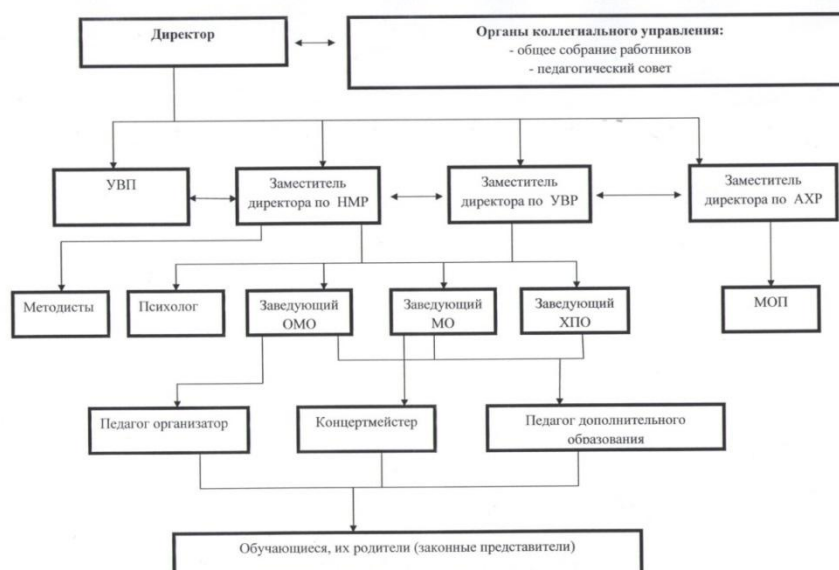 Директор
Органы коллегиального управления:
- общее собрание работников
- педагогический совет
УВП
Заместитель
директора по НМР
Заместитель
директора по УВР
Заместитель
директора по АХР
Методисты
Психолог
Заведующий
ОМО
Заведующий
МО
Заведующий
ХПО
МОП
Педагог организатор
Концертмейстер
Педагог дополнительного
образования
Обучающиеся, их родители (законные представители)